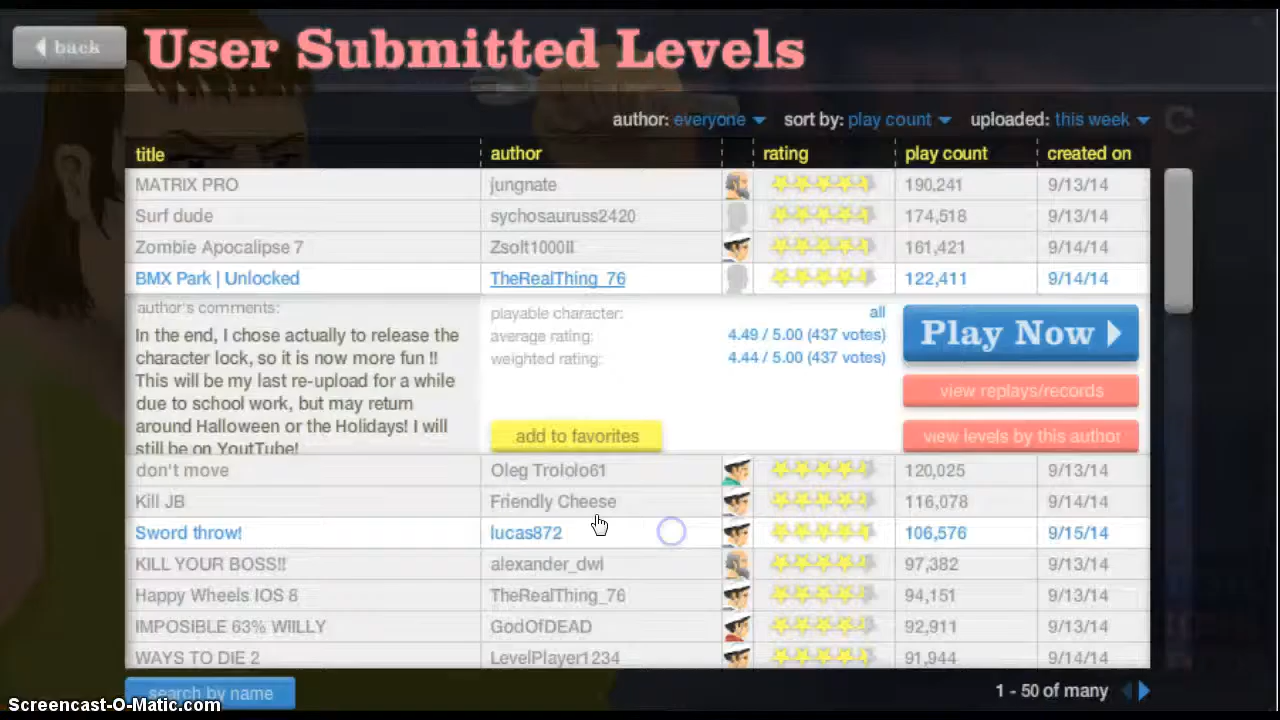 back
User Submitted Levels
author: everyone sort by: play count uploaded: this week
title author rating play count created on
MATRIX PRO jungnate 190,241 9/13/14
Surf dude sychosauruss2420 174,518 9/13/14
Zombie Apocalipse 7 Zsolt1000II 161,421 9/14/14
BMX Park | Unlocked TheRealThing_76 122,411 9/14/14
author's comments:
In the end, I chose actually to release the
character lock, so it is now more fun !!
This will be my last re-upload for a while
due to school work, but may return
around Halloween or the Holidays! I will
still be on YoutTube!
playable character: all
average rating: 4.49 / 5.00 (437 votes)
weighted rating: 4.44 / 5.00 (437 votes)
add to favorites
Play Now
view replays/records
view levels by this author
don't move Oleg Trololo61 120,025 9/13/14
Kill JB Friendly Cheese 116,078 9/14/14
Sword throw! lucas872 106,576 9/15/14
KILL YOUR BOSS!! alexander_dwl 97,382 9/14/14
Happy Wheels IOS 8 TheRealThing_76 94,151 9/13/14
IMPOSIBLE 63% WIILLY GodOfDEAD 92,911 9/14/14
WAYS TO DIE 2 LevelPlayer1234 91,944 9/14/14
search by name
1 - 50 of many
Screencast-O-Matic.com